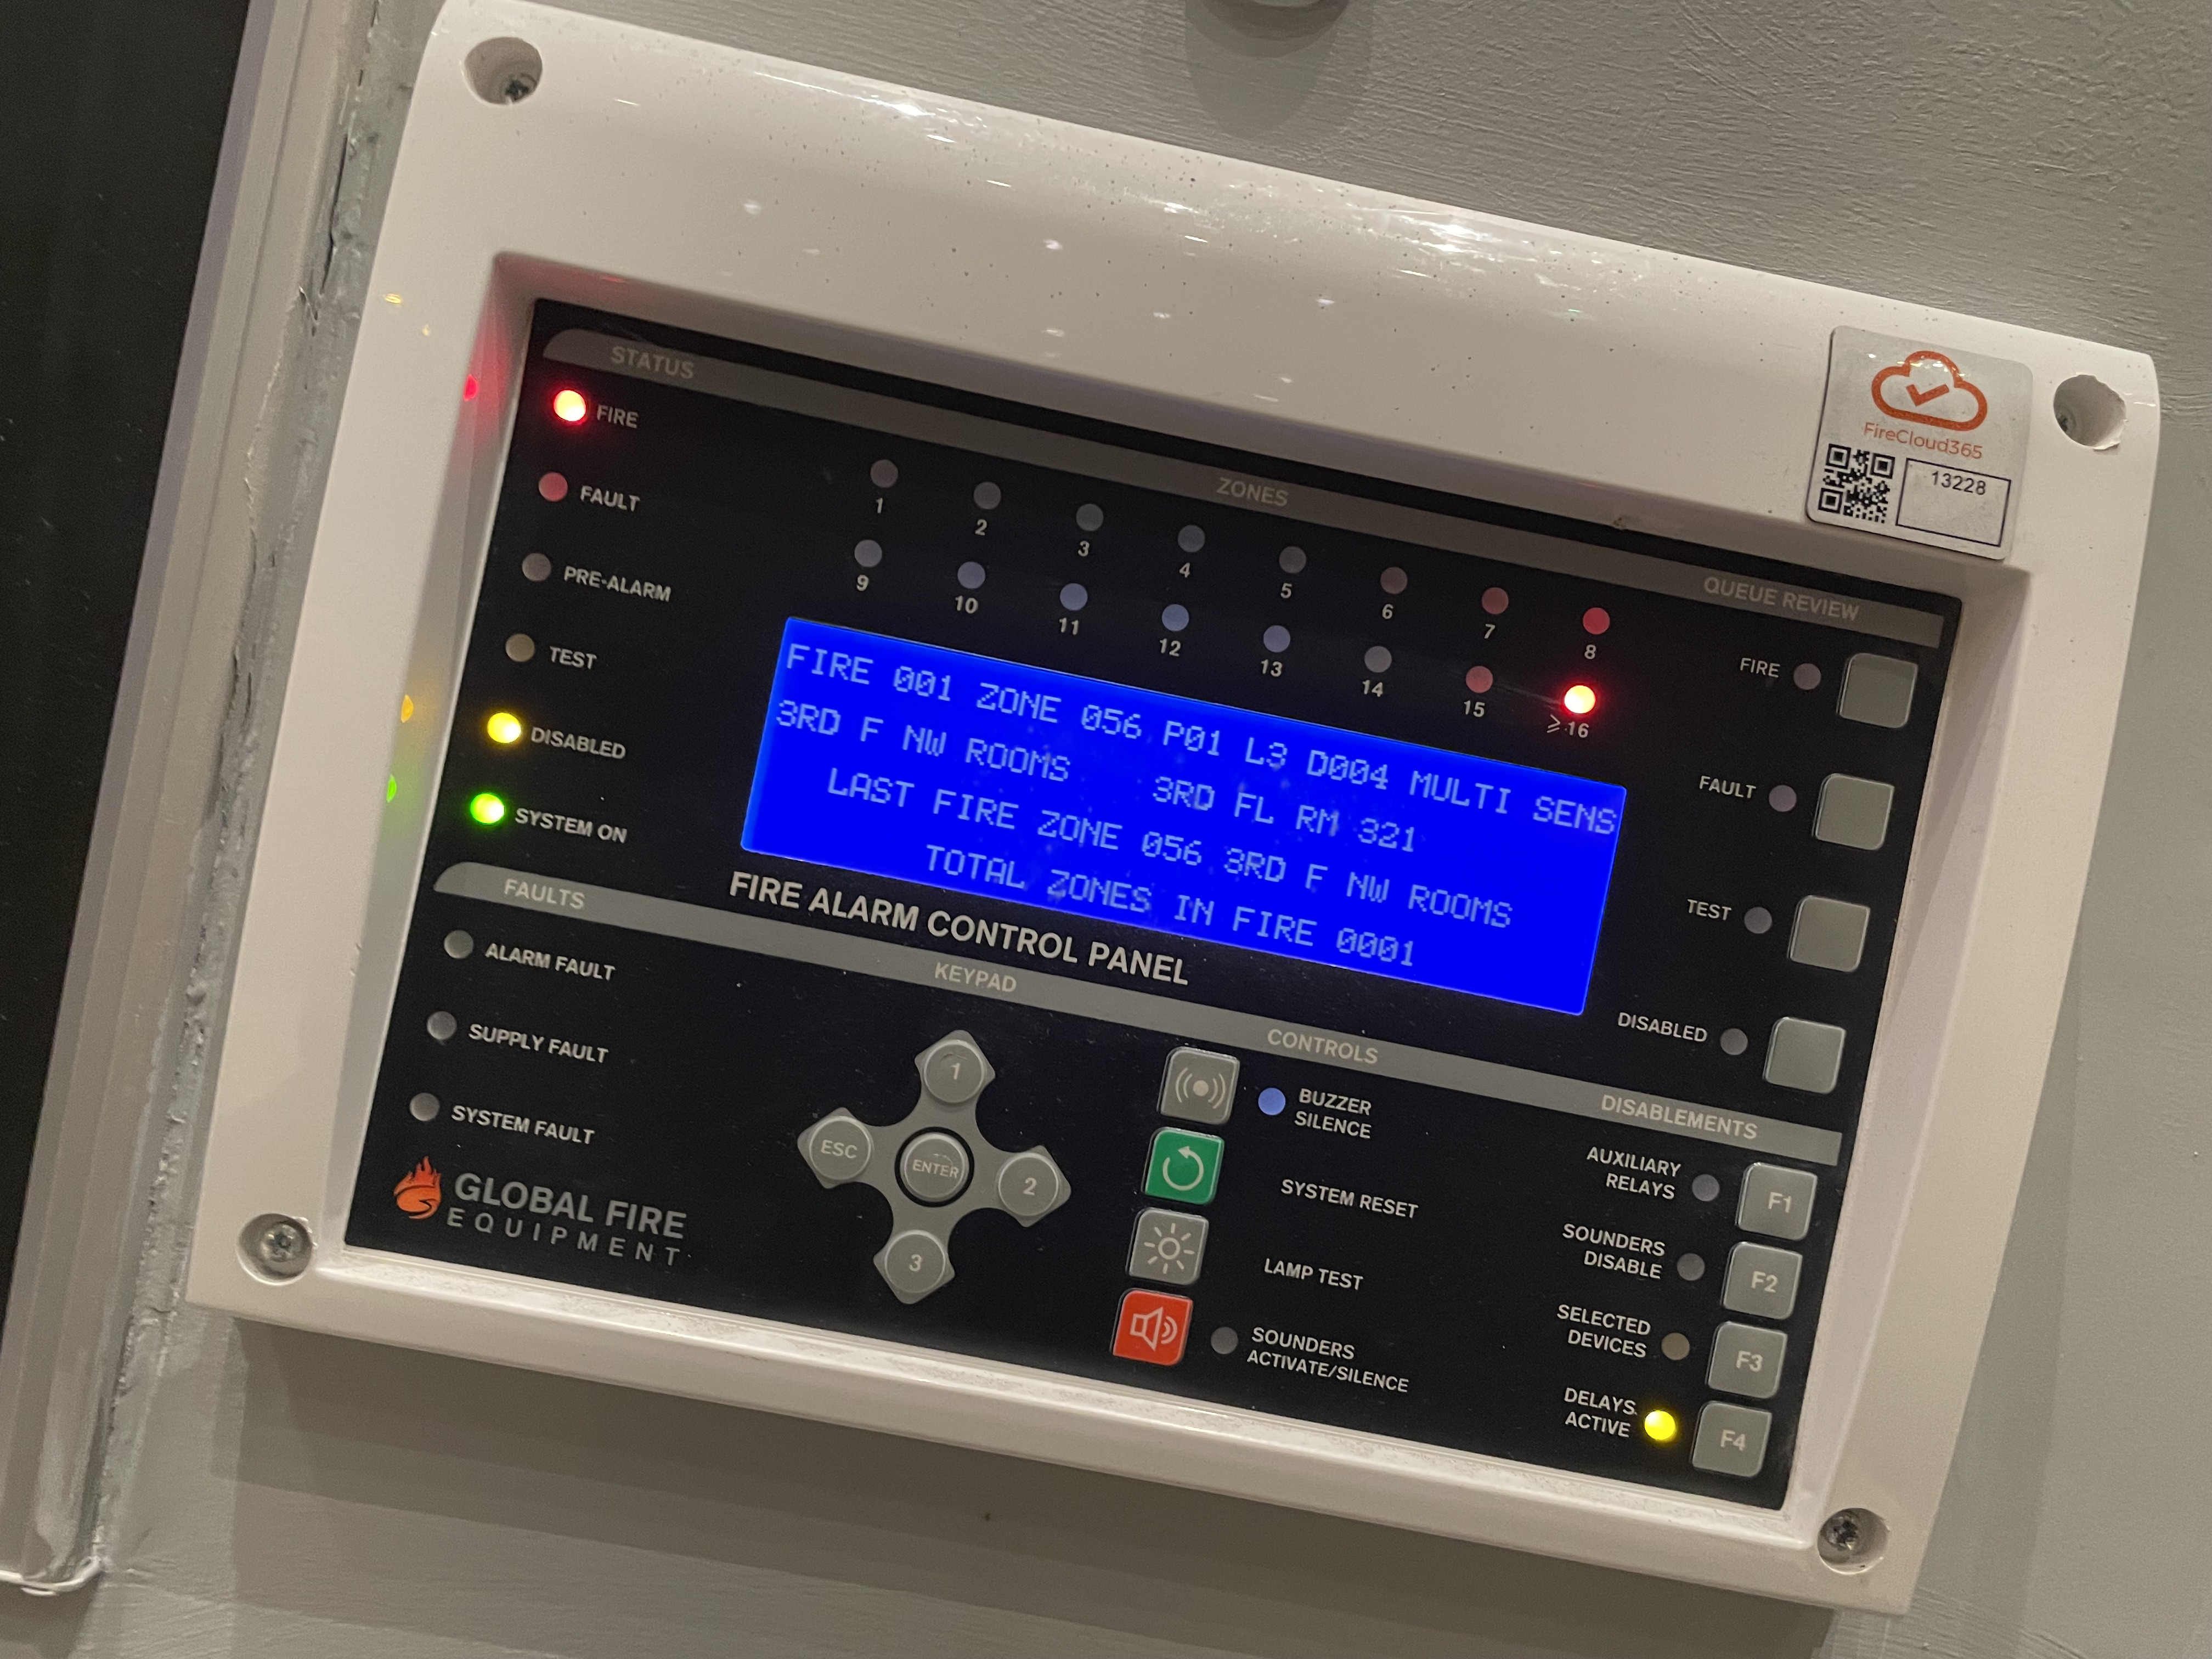 STATUS
FIRE
FAULT
PRE-ALARM
TEST
DISABLED
SYSTEM ON
ZONES
1 2 3 4 5 6 7 8
9 10 11 12 13 14 15 ⩾16
FireCloud365
13228
QUEUE REVIEW
FIRE
FAULT
TEST
DISABLED
FIRE 001 ZONE 056 P01 L3 D004 MULTI SENS
3RD F NW ROOMS 3RD FL RM 321
LAST FIRE ZONE 056 3RD F NW ROOMS
TOTAL ZONES IN FIRE 0001
FIRE ALARM CONTROL PANEL
FAULTS
ALARM FAULT
SUPPLY FAULT
SYSTEM FAULT
GLOBAL FIRE
EQUIPMENT
KEYPAD
1
ESC
ENTER
2
3
CONTROLS
BUZZER
SILENCE
SYSTEM RESET
LAMP TEST
SOUNDERS
ACTIVATE/SILENCE
DISABLEMENTS
AUXILIARY
RELAYS
F1
SOUNDERS
DISABLE
F2
SELECTED
DEVICES
F3
DELAYS
ACTIVE
F4